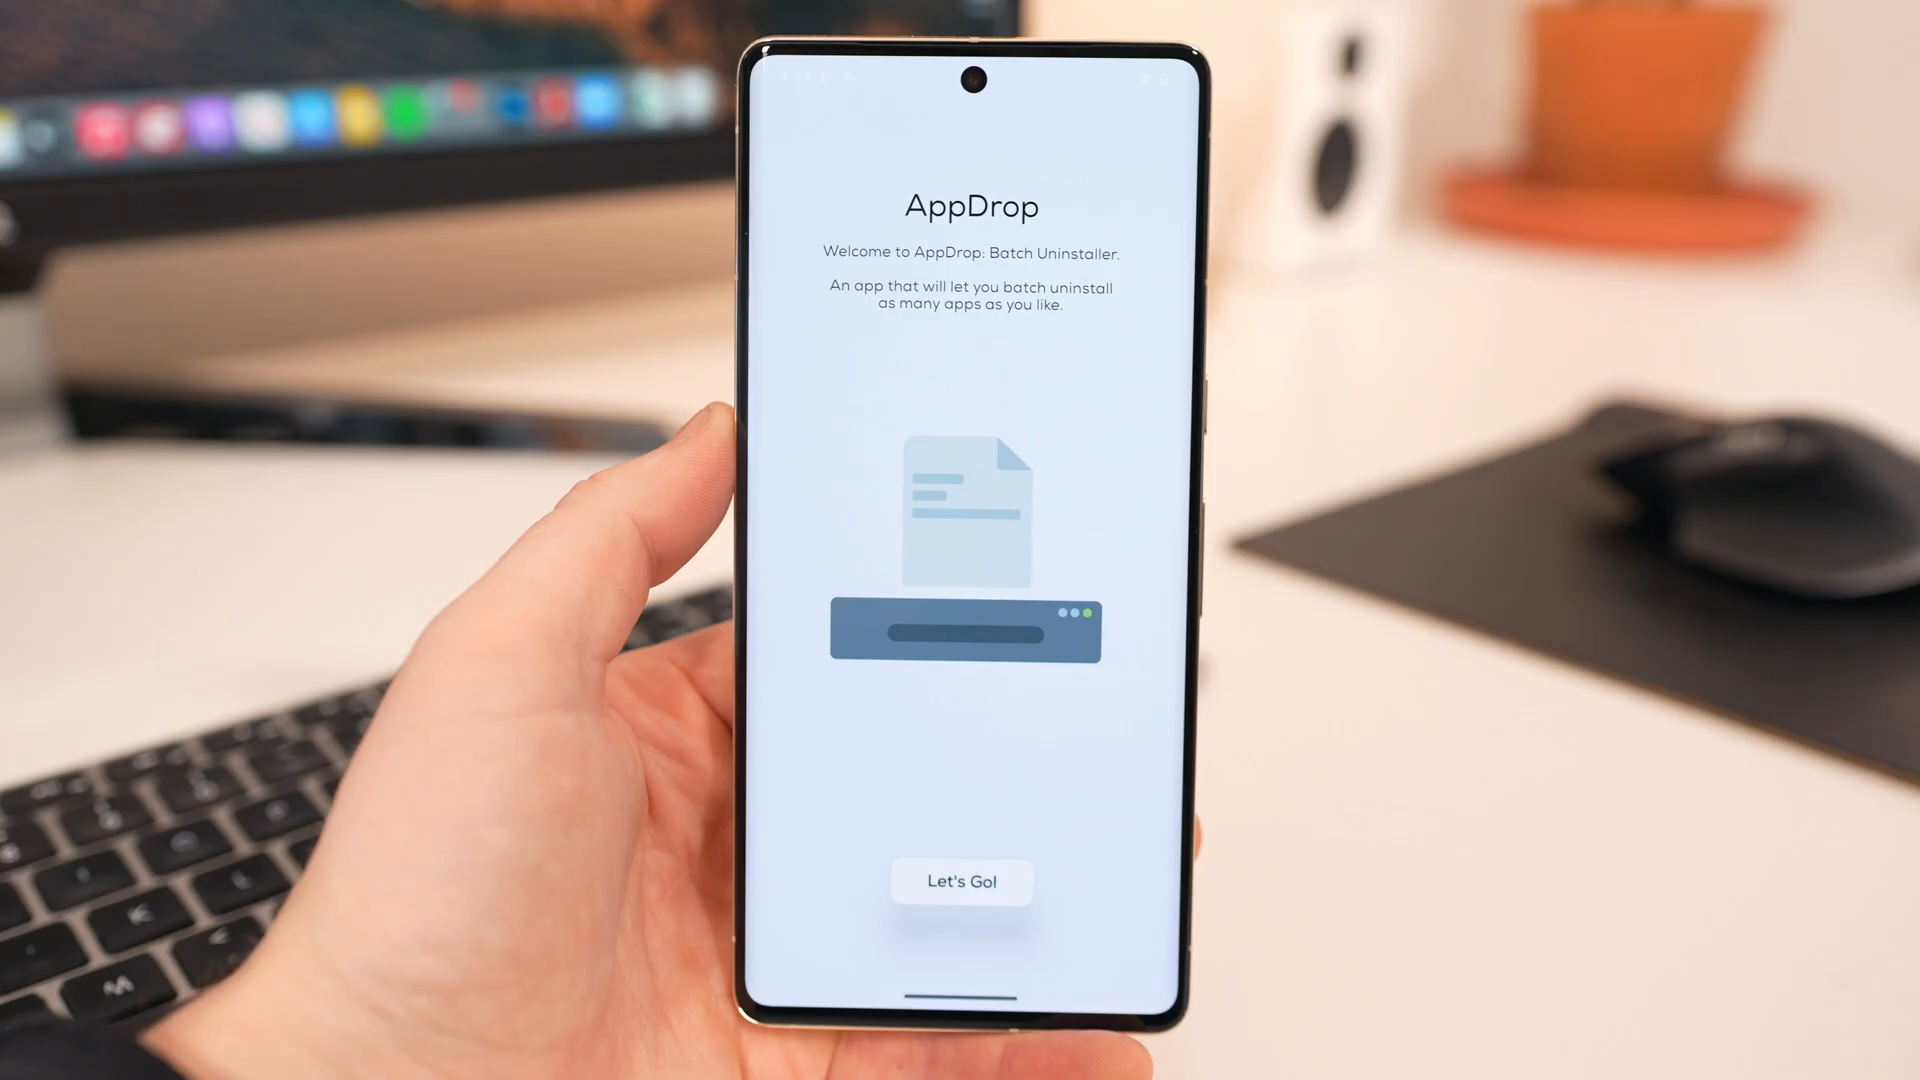 AppDrop
Welcome to AppDrop: Batch Uninstaller.
An app that will let you batch uninstall
as many apps as you like.
Let's Go!
K
M